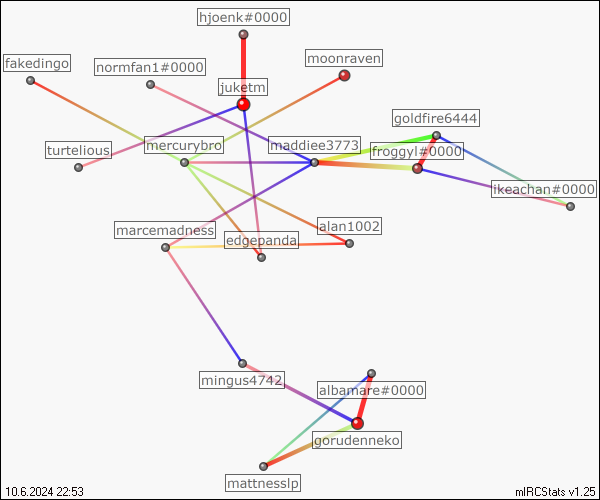 hjoenk#0000
moonraven
fakedingo
normfan1#0000
juketm
goldfire6444
turtelious
mercurybro
maddiee3773
froggyl#0000
ikeachan#0000
marcemadness
edgepanda
alan1002
mingus4742
albamare#0000
gorudenneko
mattnesslp
10.6.2024 22:53
mIRCStats v1.25